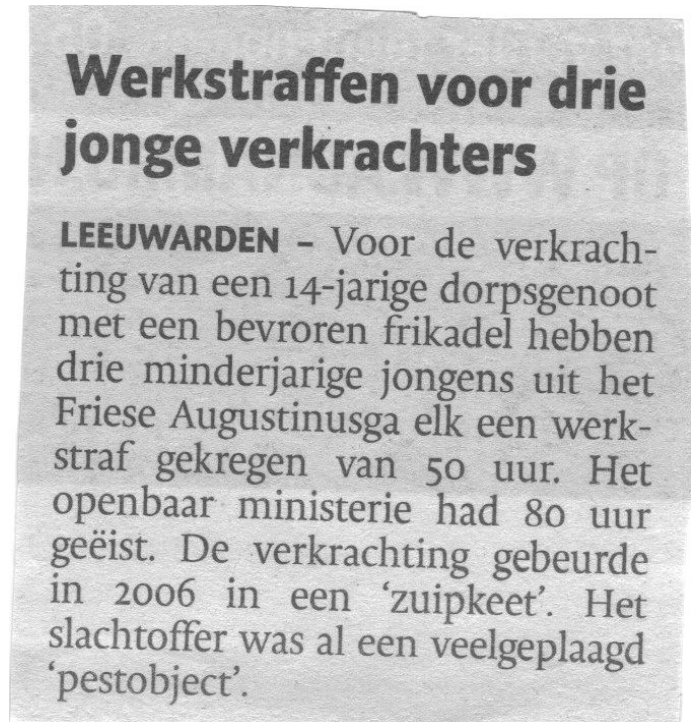 Werkstraffen voor drie
jonge verkrachters
LEEUWARDEN – Voor de verkrach-
ting van een 14-jarige dorpsgenoot
met een bevroren frikadel hebben
drie minderjarige jongens uit het
Friese Augustinusga elk een werk-
straf gekregen van 50 uur. Het
openbaar ministerie had 80 uur
geëist. De verkrachting gebeurde
in 2006 in een ‘zuipkeet’. Het
slachtoffer was al een veelgeplaagd
‘pestobject’.